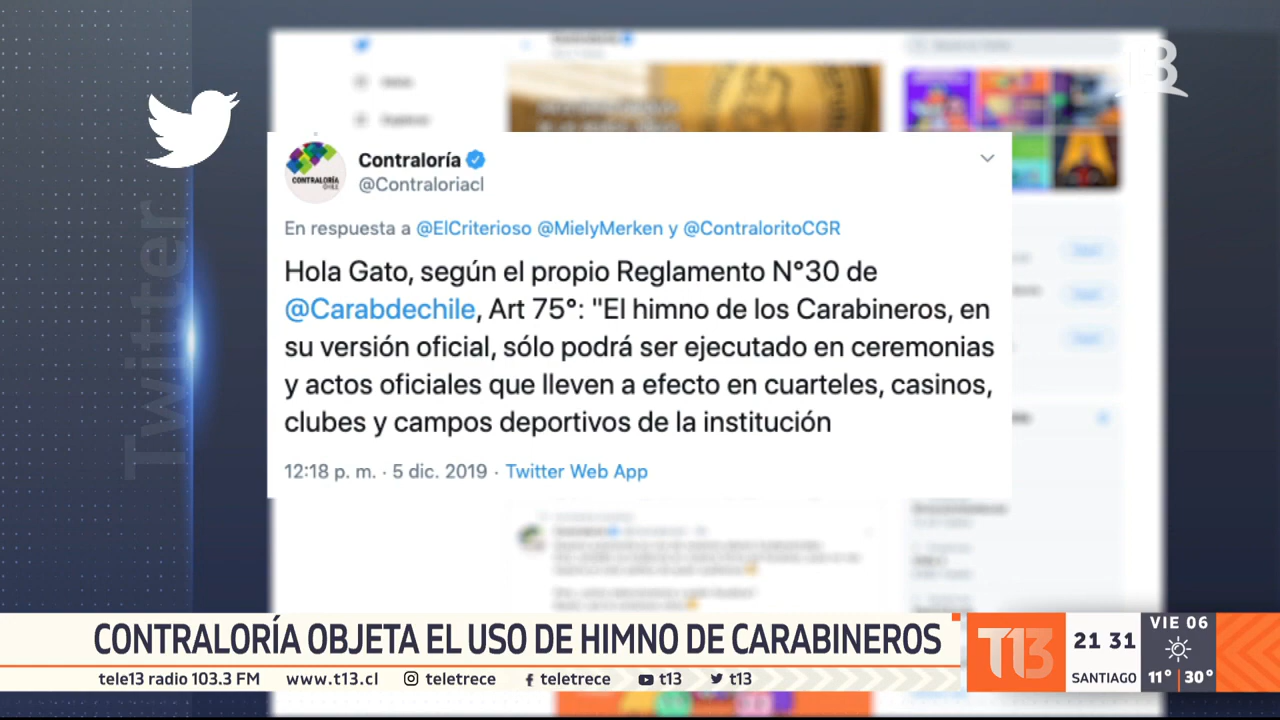 13
Twitter
CONTRALORÍA
Contraloría
@Contraloriacl
En respuesta a @ElCriterioso @MielyMerken y @ContraloritoCGR
Hola Gato, según el propio Reglamento N°30 de
@Carabdechile, Art 75°: "El himno de los Carabineros, en
su versión oficial, sólo podrá ser ejecutado en ceremonias
y actos oficiales que lleven a efecto en cuarteles, casinos,
clubes y campos deportivos de la institución
12:18 p. m. · 5 dic. 2019 · Twitter Web App
CONTRALORÍA OBJETA EL USO DE HIMNO DE CARABINEROS
tele13 radio 103.3 FM www.t13.cl teletrece teletrece t13 t13
T13
21 31
SANTIAGO
VIE 06
11° | 30°